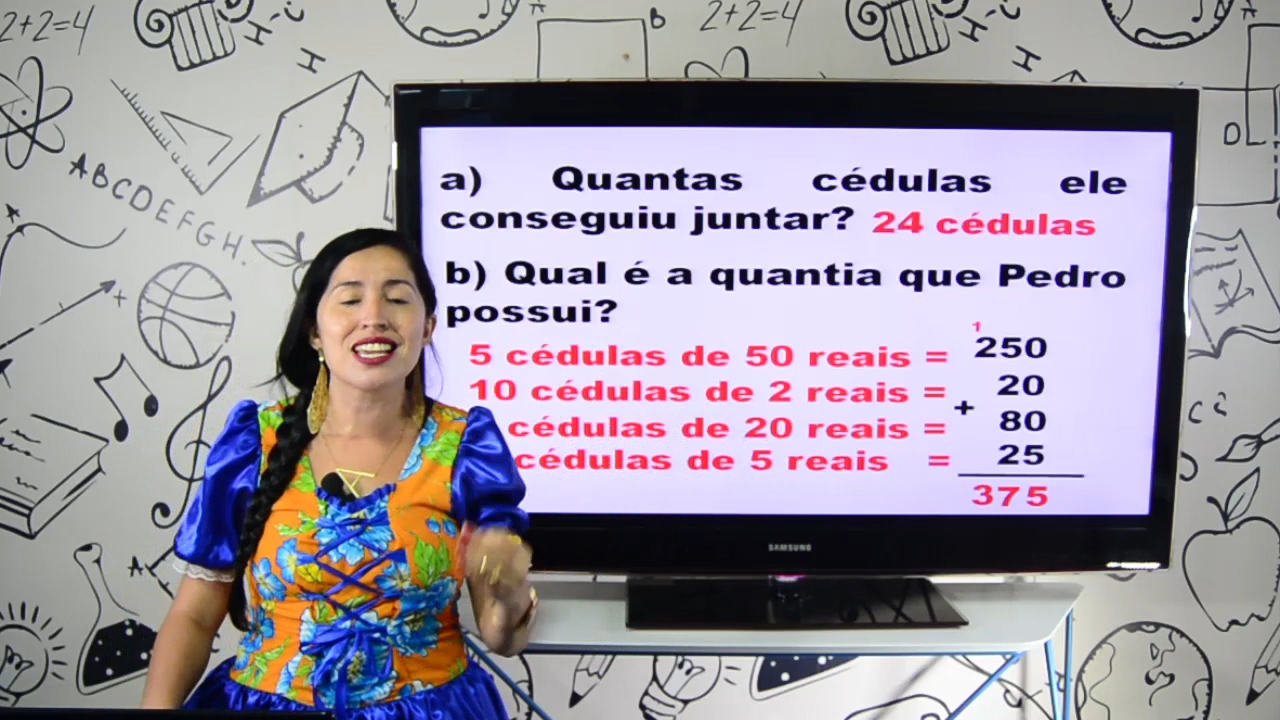 2+2=4
2+2=4
B
D
ABCDEFGH.
a) Quantas cédulas ele
conseguiu juntar? 24 cédulas
b) Qual é a quantia que Pedro
possui?
1
5 cédulas de 50 reais = 250
10 cédulas de 2 reais = 20
+
cédulas de 20 reais = 80
cédulas de 5 reais = 25
375
SAMSUNG
A